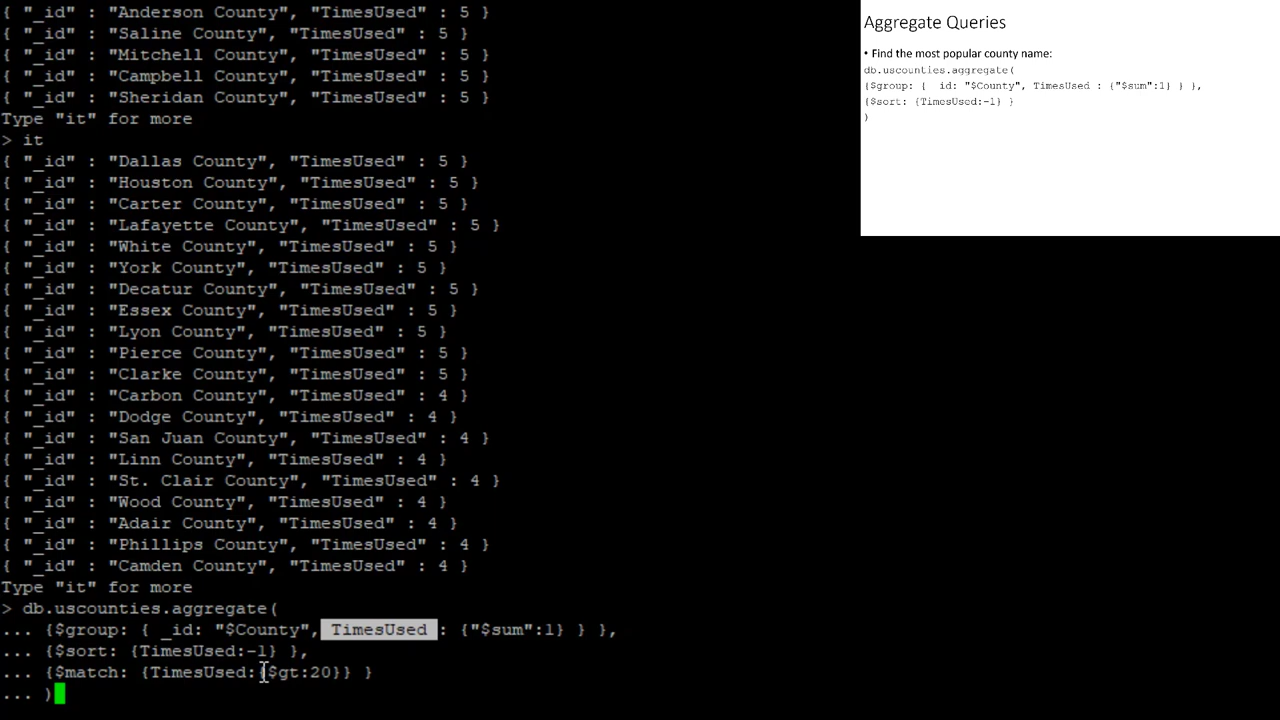 { "_id" : "Anderson County", "TimesUsed" : 5 }
{ "_id" : "Saline County", "TimesUsed" : 5 }
{ "_id" : "Mitchell County", "TimesUsed" : 5 }
{ "_id" : "Campbell County", "TimesUsed" : 5 }
{ "_id" : "Sheridan County", "TimesUsed" : 5 }
Type "it" for more
> it
{ "_id" : "Dallas County", "TimesUsed" : 5 }
{ "_id" : "Houston County", "TimesUsed" : 5 }
{ "_id" : "Carter County", "TimesUsed" : 5 }
{ "_id" : "Lafayette County", "TimesUsed" : 5 }
{ "_id" : "White County", "TimesUsed" : 5 }
{ "_id" : "York County", "TimesUsed" : 5 }
{ "_id" : "Decatur County", "TimesUsed" : 5 }
{ "_id" : "Essex County", "TimesUsed" : 5 }
{ "_id" : "Lyon County", "TimesUsed" : 5 }
{ "_id" : "Pierce County", "TimesUsed" : 5 }
{ "_id" : "Clarke County", "TimesUsed" : 5 }
{ "_id" : "Carbon County", "TimesUsed" : 4 }
{ "_id" : "Dodge County", "TimesUsed" : 4 }
{ "_id" : "San Juan County", "TimesUsed" : 4 }
{ "_id" : "Linn County", "TimesUsed" : 4 }
{ "_id" : "St. Clair County", "TimesUsed" : 4 }
{ "_id" : "Wood County", "TimesUsed" : 4 }
{ "_id" : "Adair County", "TimesUsed" : 4 }
{ "_id" : "Phillips County", "TimesUsed" : 4 }
{ "_id" : "Camden County", "TimesUsed" : 4 }
Type "it" for more
> db.uscounties.aggregate(
... {$group: { _id: "$County", TimesUsed : {"$sum":1} } },
... {$sort: {TimesUsed:-1} },
... {$match: {TimesUsed:{$gt:20}} }
... )
Aggregate Queries
• Find the most popular county name:
db.uscounties.aggregate(
{$group: { _id: "$County", TimesUsed : {"$sum":1} } },
{$sort: {TimesUsed:-1} }
)